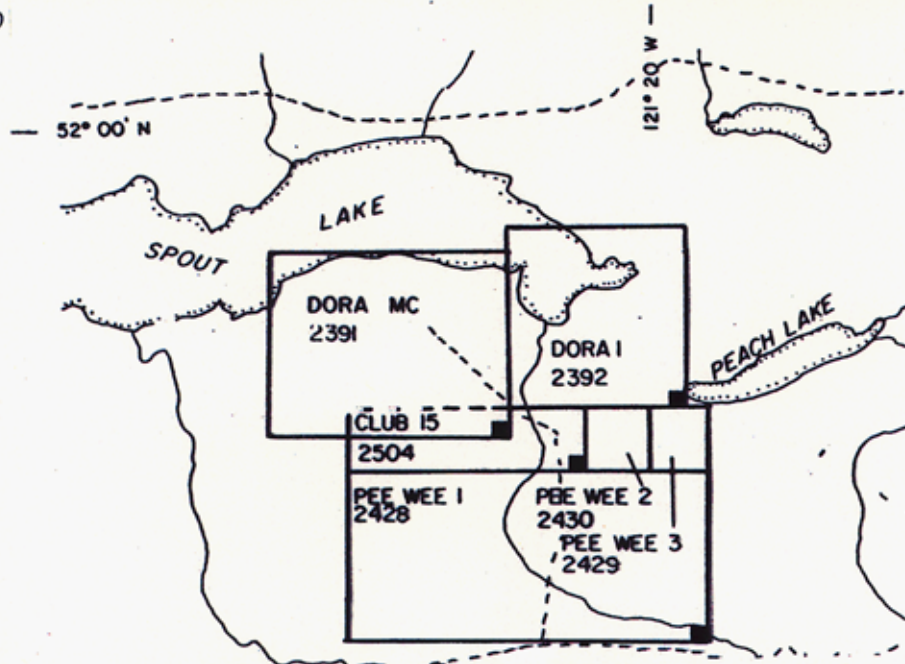 121° 20' W
52° 00' N
SPOUT LAKE
PEACH LAKE
DORA MC
2391
DORA 1
2392
CLUB 15
2504
PEE WEE 1
2428
PEE WEE 2
2430
PEE WEE 3
2429